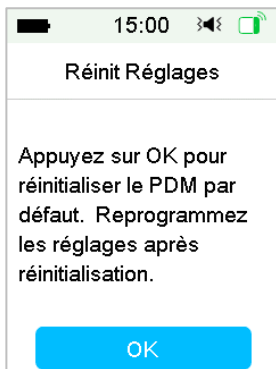 15:00
Réinit Réglages
Appuyez sur OK pour
réinitialiser le PDM par
défaut. Reprogrammez
les réglages après
réinitialisation.
OK